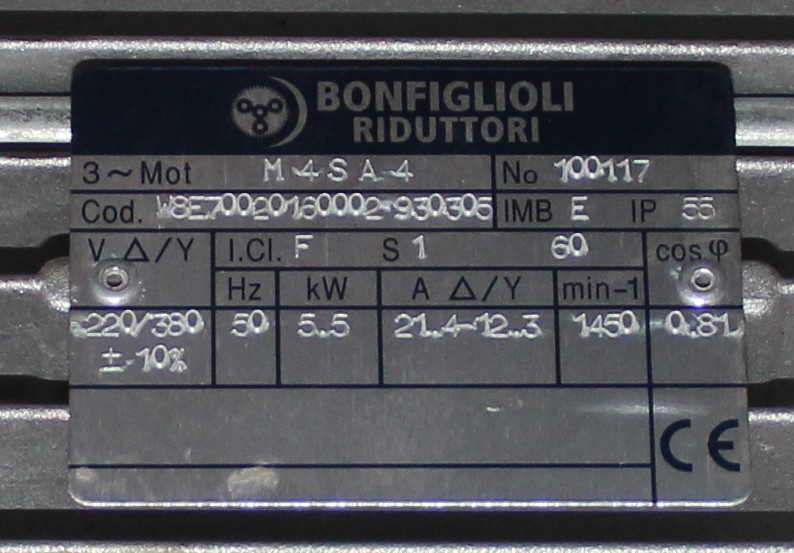 BONFIGLIOLI
RIDUTTORI
3~Mot M 4 S A 4 No 100117
Cod. W8E70020160002 930305 IMB E IP 55
V Δ/Y I.Cl. F S 1 60 cos φ
Hz kW A Δ/Y min-1
220/380 50 5.5 21.4-12.3 1450 0.81
± 10%
CE